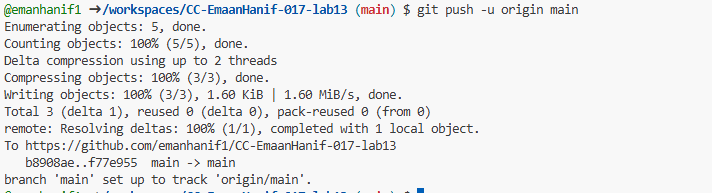 @emanhanif1 ➜/workspaces/CC-EmaanHanif-017-lab13 (main) $ git push -u origin main
Enumerating objects: 5, done.
Counting objects: 100% (5/5), done.
Delta compression using up to 2 threads
Compressing objects: 100% (3/3), done.
Writing objects: 100% (3/3), 1.60 KiB | 1.60 MiB/s, done.
Total 3 (delta 1), reused 0 (delta 0), pack-reused 0 (from 0)
remote: Resolving deltas: 100% (1/1), completed with 1 local object.
To https://github.com/emanhanif1/CC-EmaanHanif-017-lab13
b8908ae..f77e955  main -> main
branch 'main' set up to track 'origin/main'.